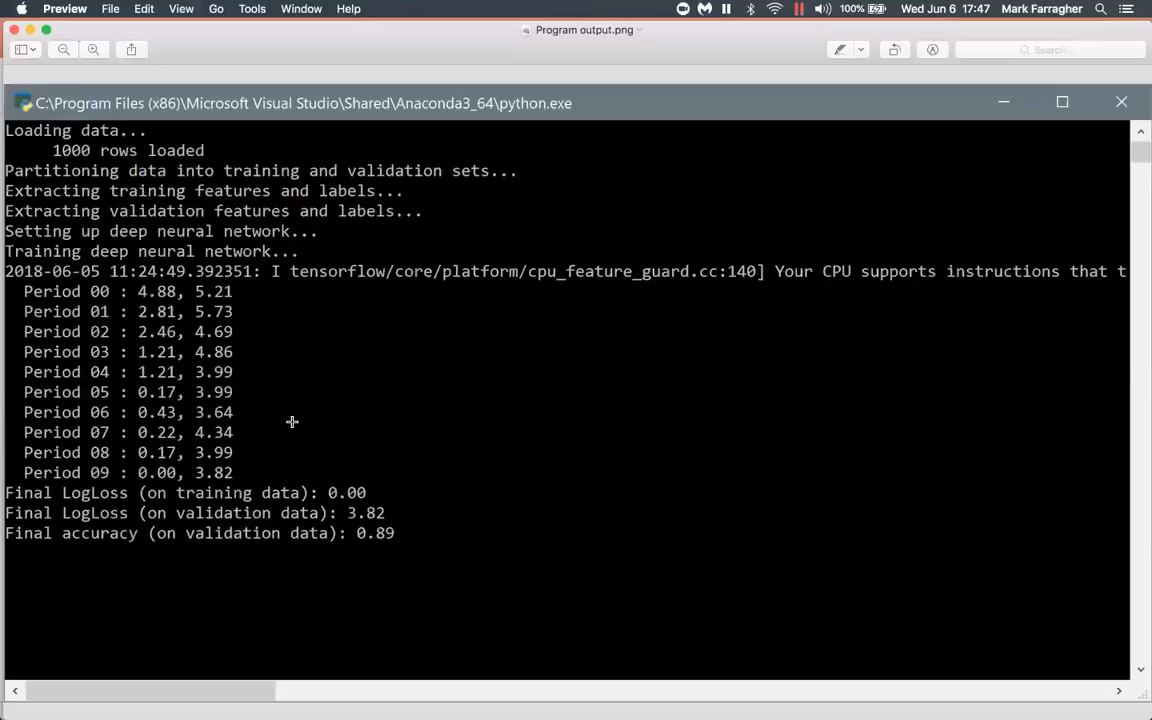 Preview File Edit View Go Tools Window Help 100% Wed Jun 6 17:47 Mark Farragher
Program output.png
Search
C:\Program Files (x86)\Microsoft Visual Studio\Shared\Anaconda3_64\python.exe
Loading data...
1000 rows loaded
Partitioning data into training and validation sets...
Extracting training features and labels...
Extracting validation features and labels...
Setting up deep neural network...
Training deep neural network...
2018-06-05 11:24:49.392351: I tensorflow/core/platform/cpu_feature_guard.cc:140] Your CPU supports instructions that t
Period 00 : 4.88, 5.21
Period 01 : 2.81, 5.73
Period 02 : 2.46, 4.69
Period 03 : 1.21, 4.86
Period 04 : 1.21, 3.99
Period 05 : 0.17, 3.99
Period 06 : 0.43, 3.64
Period 07 : 0.22, 4.34
Period 08 : 0.17, 3.99
Period 09 : 0.00, 3.82
Final LogLoss (on training data): 0.00
Final LogLoss (on validation data): 3.82
Final accuracy (on validation data): 0.89